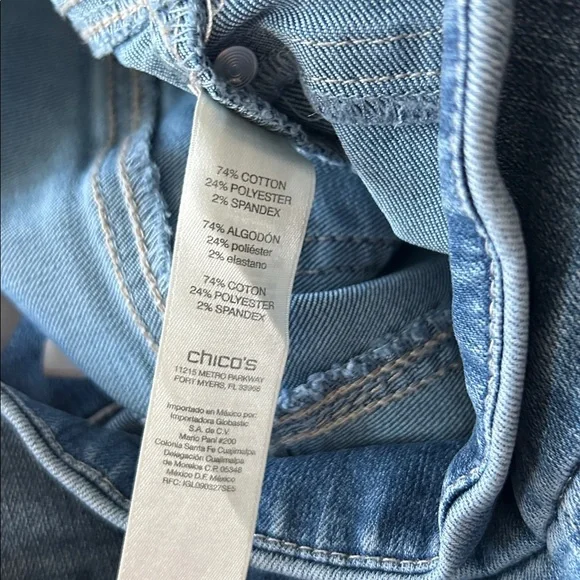 74% COTTON
24% POLYESTER
2% SPANDEX
74% ALGODÓN
24% poliéster
2% elastano
74% COTON
24% POLYESTER
2% SPANDEX
chico's
11215 METRO PARKWAY
FORT MYERS, FL 33966
Importado en México por:
Importadora Globastic
S.A. de C.V.
Mario Pani #200
Colonia Santa Fe Cuajimalpa
Delegación Cuajimalpa
de Morelos C.P. 05348
México D.F. México
RFC: IGL090327SE5